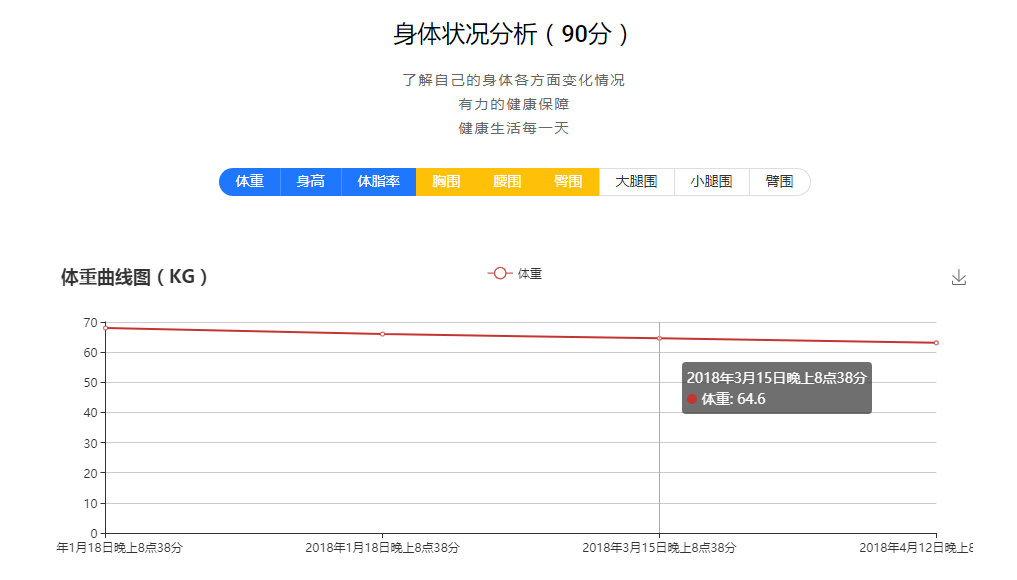 身体状况分析（90分）
了解自己的身体各方面变化情况
有力的健康保障
健康生活每一天
体重 身高 体脂率 胸围 腰围 臀围 大腿围 小腿围 臂围
体重曲线图（KG）
体重
70
60
50
40
30
20
10
0
2018年3月15日晚上8点38分
体重: 64.6
年1月18日晚上8点38分 2018年1月18日晚上8点38分 2018年3月15日晚上8点38分 2018年4月12日晚上8